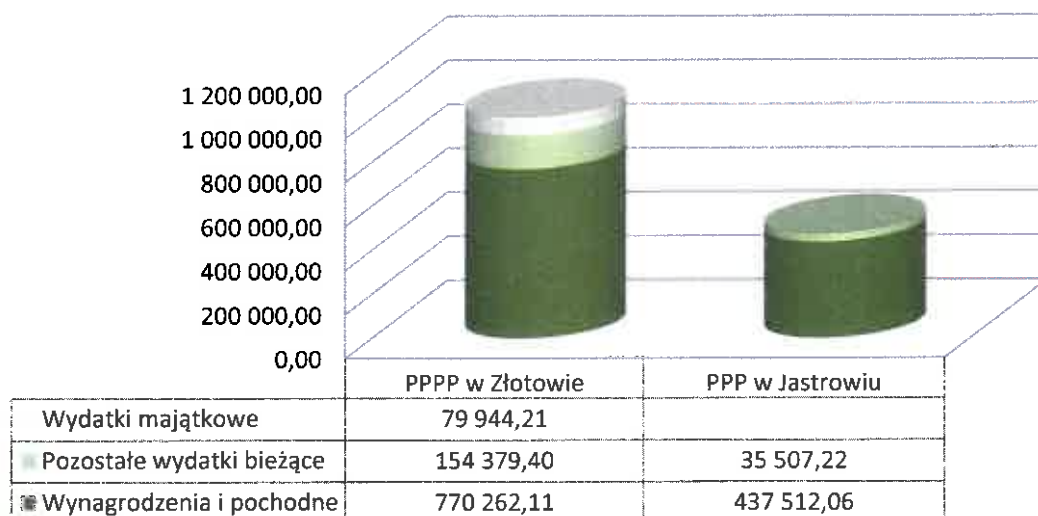 1 200 000,00
1 000 000,00
800 000,00
600 000,00
400 000,00
200 000,00
0,00
PPPP w Złotowie PPP w Jastrowiu
Wydatki majątkowe 79 944,21
Pozostałe wydatki bieżące 154 379,40 35 507,22
Wynagrodzenia i pochodne 770 262,11 437 512,06